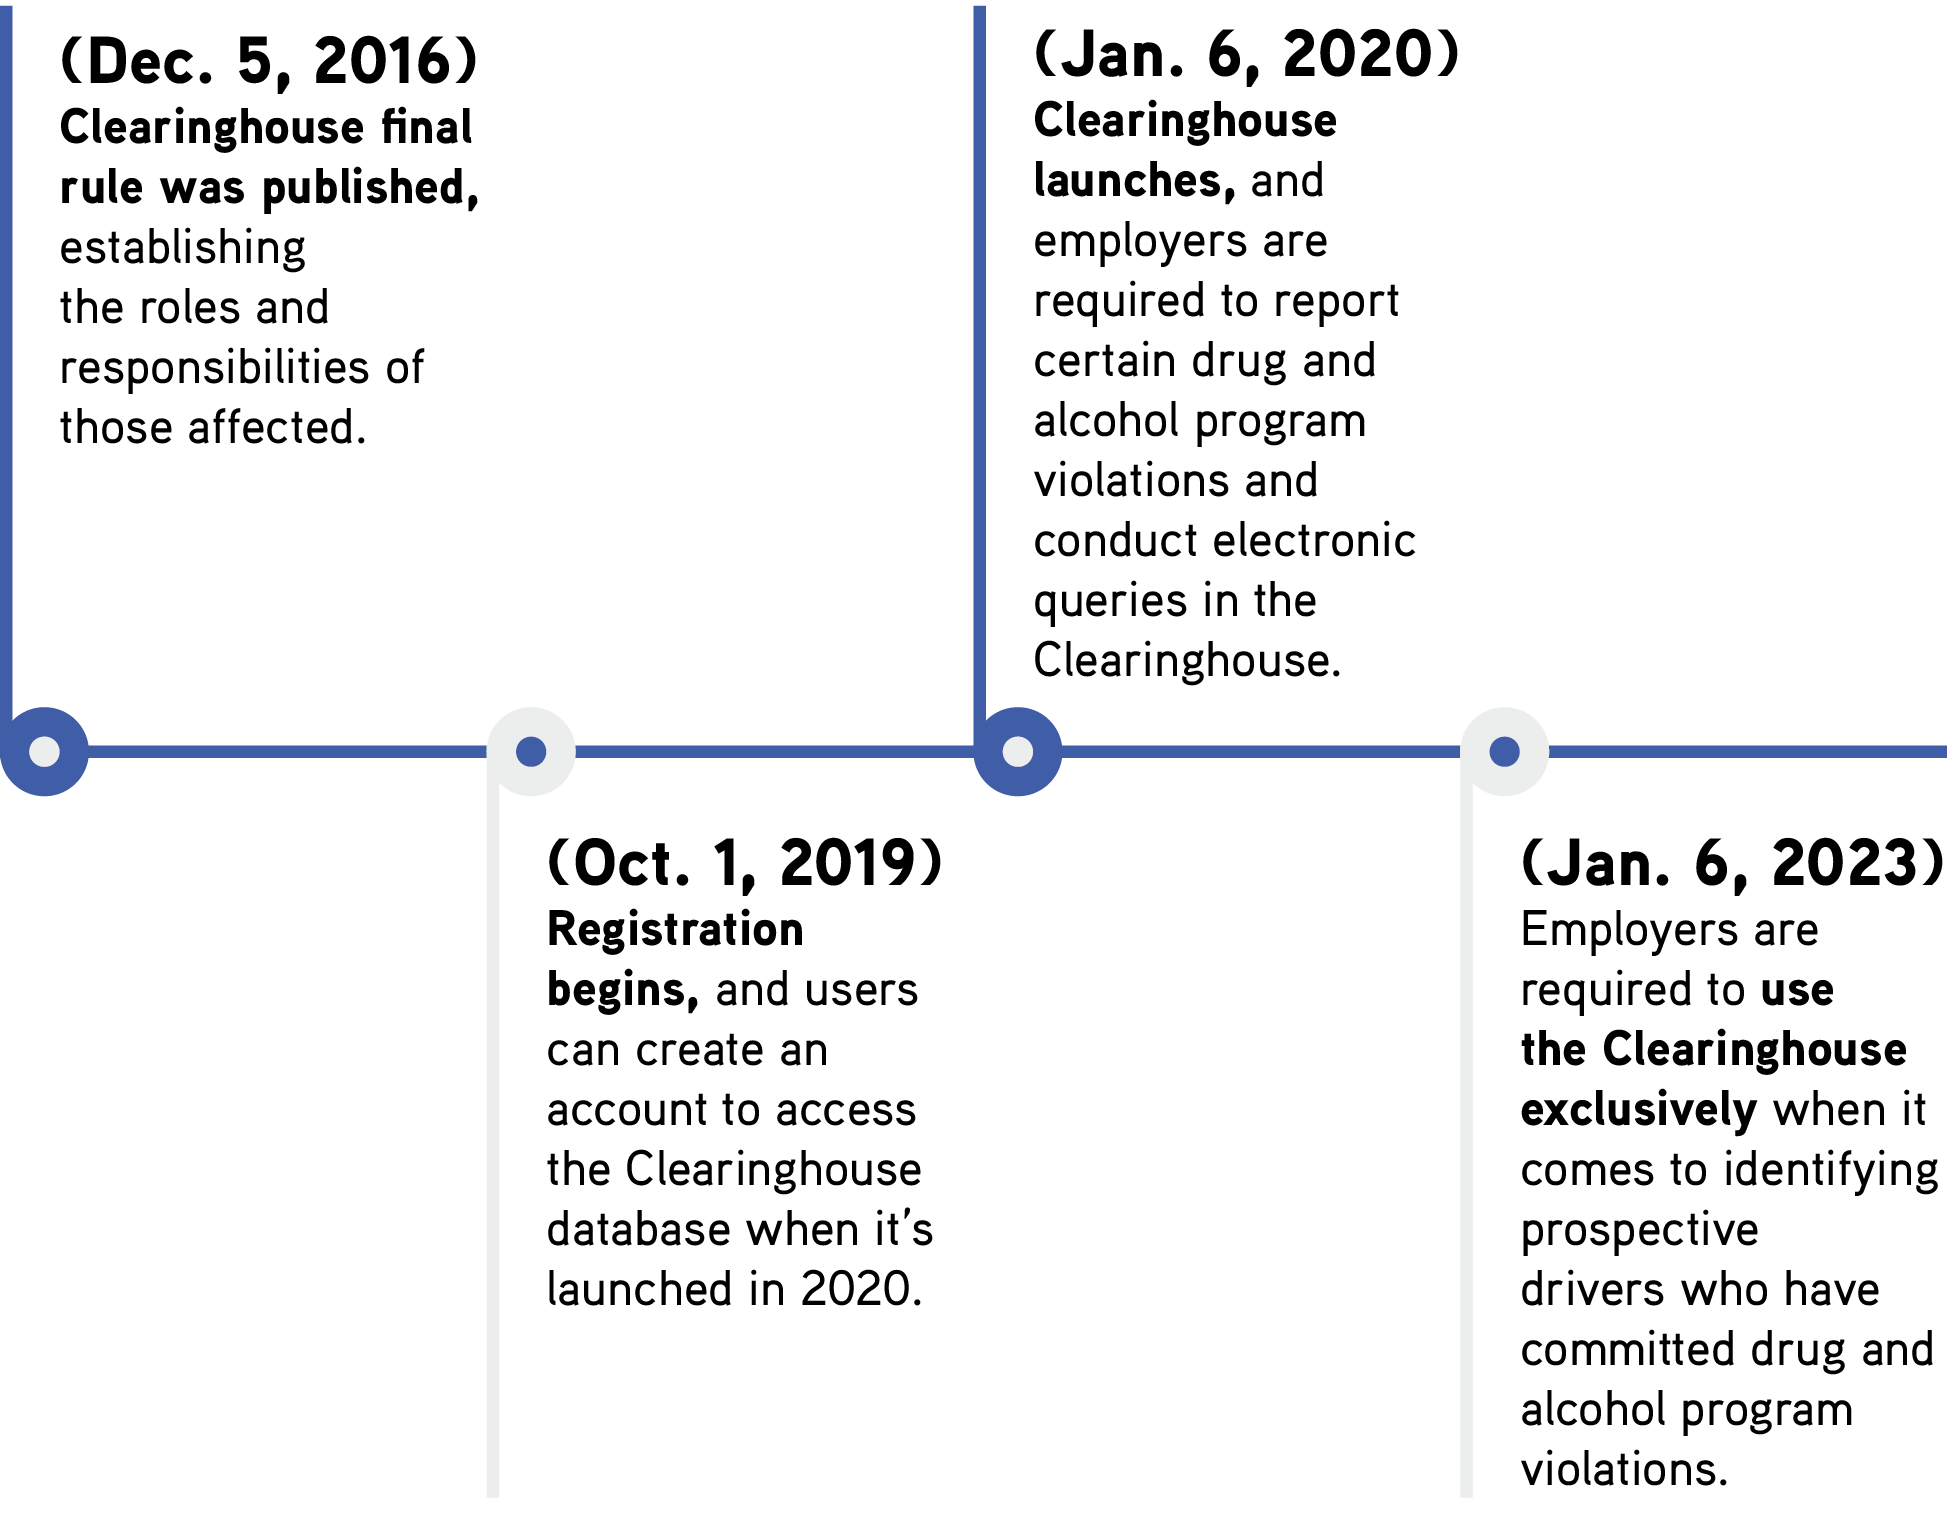 (Dec. 5, 2016)
Clearinghouse final
rule was published,
establishing
the roles and
responsibilities of
those affected.
(Oct. 1, 2019)
Registration
begins, and users
can create an
account to access
the Clearinghouse
database when it's
launched in 2020.
(Jan. 6, 2020)
Clearinghouse
launches, and
employers are
required to report
certain drug and
alcohol program
violations and
conduct electronic
queries in the
Clearinghouse.
(Jan. 6, 2023)
Employers are
required to use
the Clearinghouse
exclusively when it
comes to identifying
prospective
drivers who have
committed drug and
alcohol program
violations.